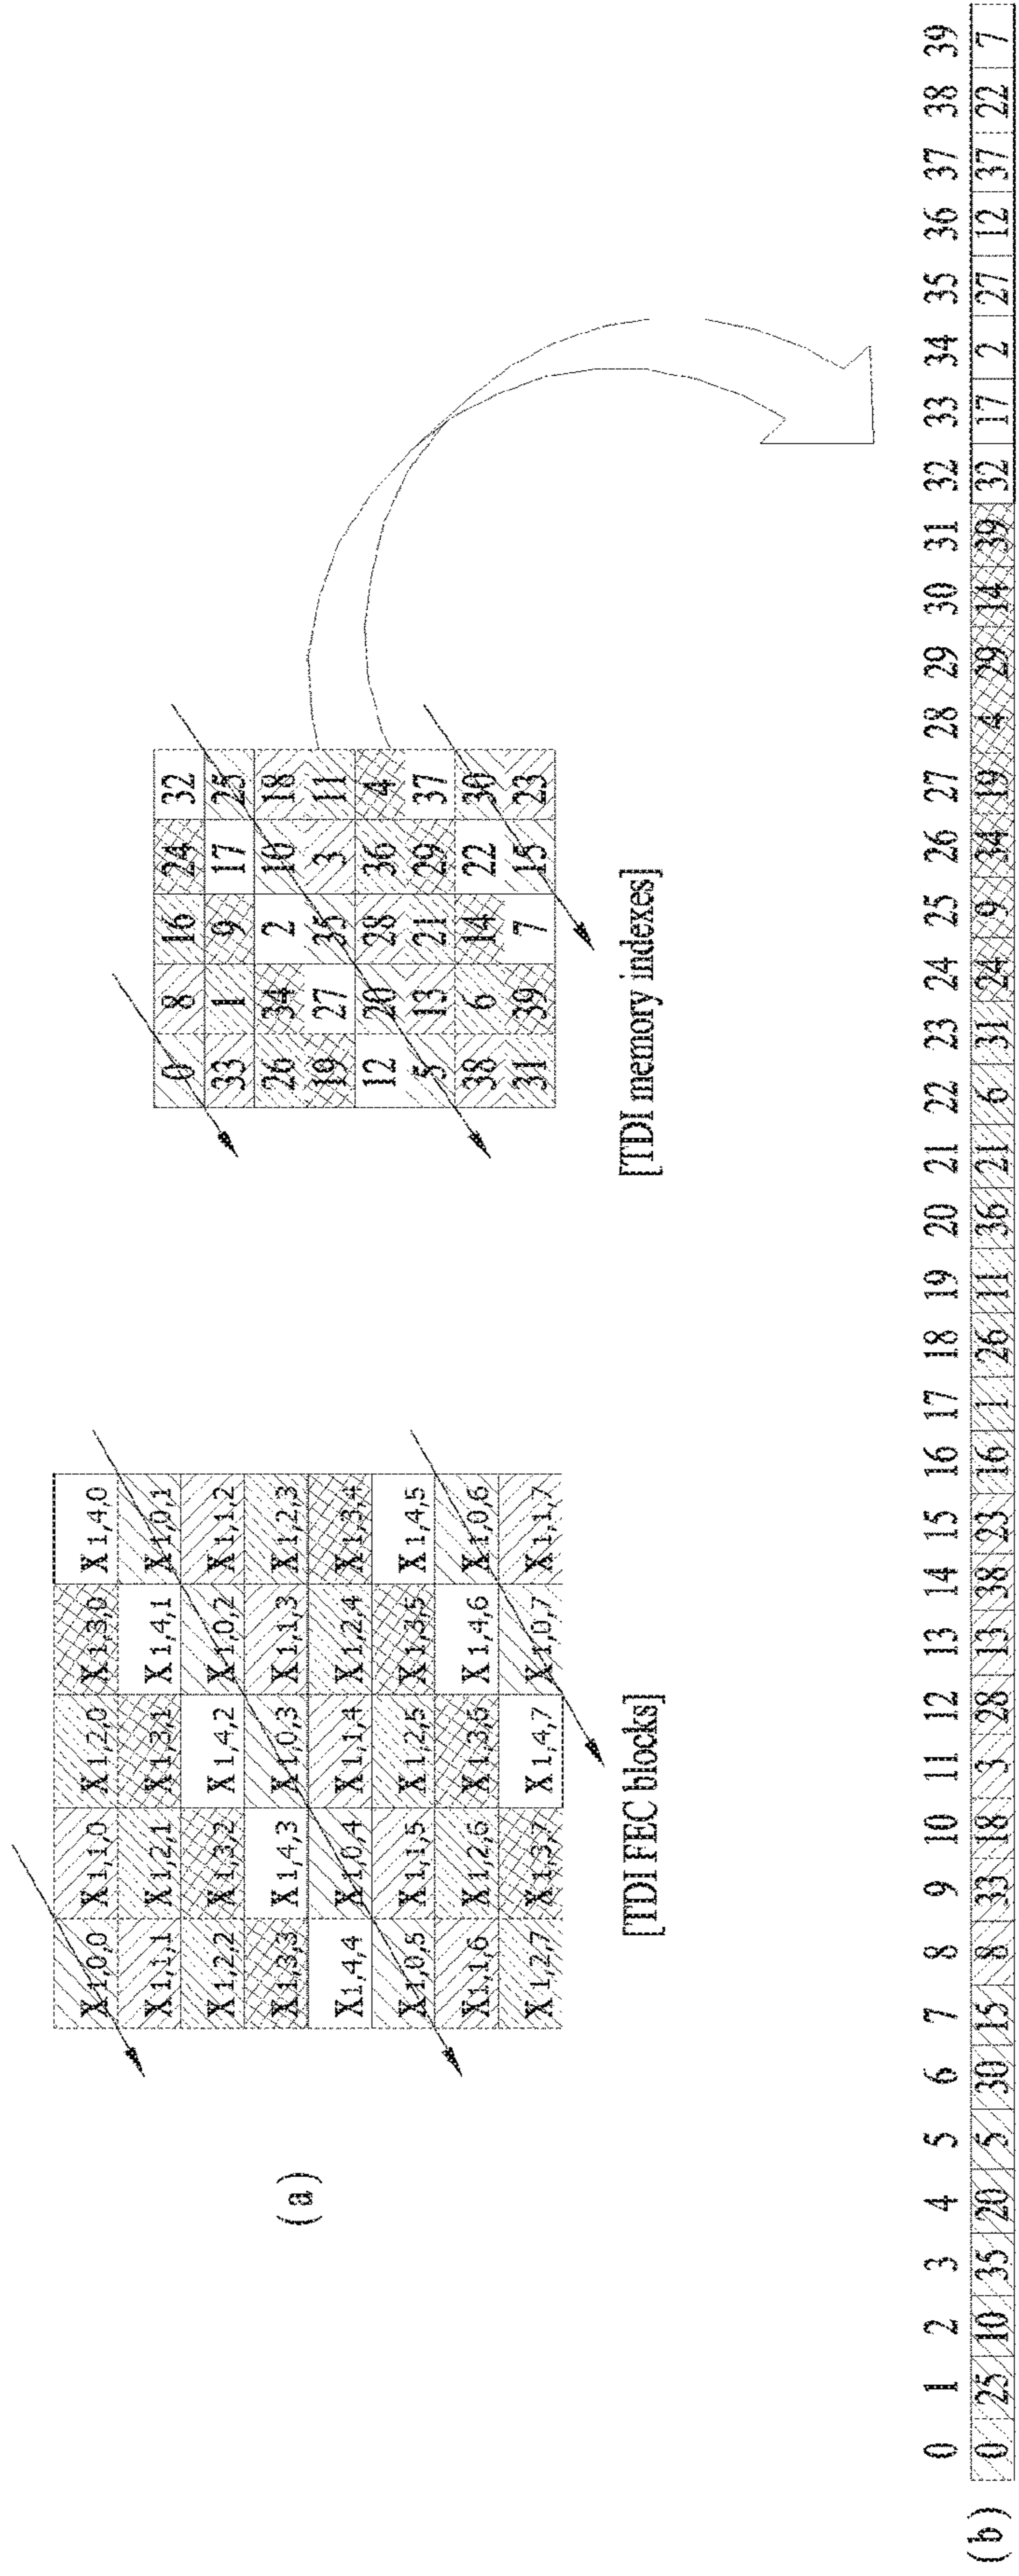 (a)
X1,0,0 X1,1,0 X1,2,0 X1,3,0 X1,4,0
X1,1,1 X1,2,1 X1,3,1 X1,4,1 X1,0,1
X1,2,2 X1,3,2 X1,4,2 X1,0,2 X1,1,2
X1,3,3 X1,4,3 X1,0,3 X1,1,3 X1,2,3
X1,4,4 X1,0,4 X1,1,4 X1,2,4 X1,3,4
X1,0,5 X1,1,5 X1,2,5 X1,3,5 X1,4,5
X1,1,6 X1,2,6 X1,3,6 X1,4,6 X1,0,6
X1,2,7 X1,3,7 X1,4,7 X1,0,7 X1,1,7
[TDI FEC blocks]
0 8 16 24 32
33 1 9 17 25
26 34 2 10 18
19 27 35 3 11
12 20 28 36 4
5 13 21 29 37
38 6 14 22 30
31 39 7 15 23
[TDI memory indexes]
0 1 2 3 4 5 6 7 8 9 10 11 12 13 14 15 16 17 18 19 20 21 22 23 24 25 26 27 28 29 30 31 32 33 34 35 36 37 38 39
(b) 0 25 10 35 20 5 30 15 8 33 18 3 28 13 38 23 16 1 26 11 36 21 6 31 24 9 34 19 4 29 14 39 32 17 2 27 12 37 22 7